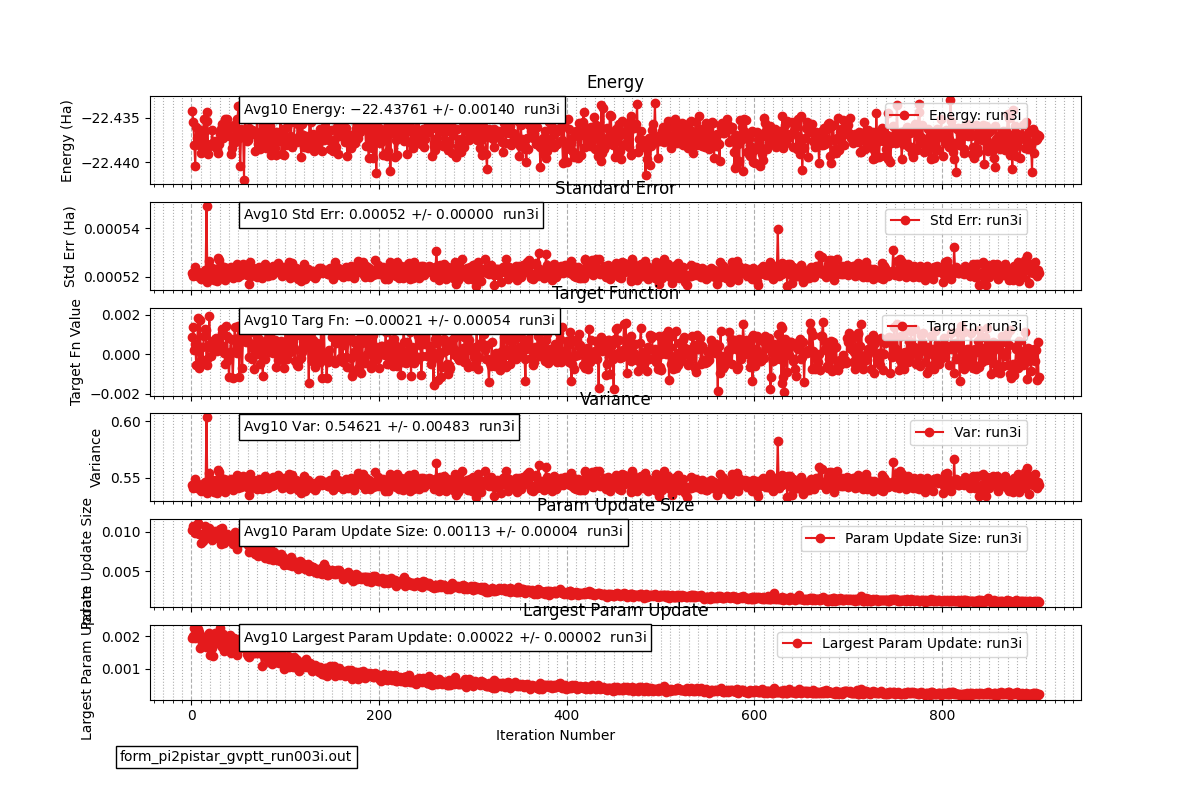 Energy
Energy (Ha)
−22.435
−22.440
Avg10 Energy: −22.43761 +/- 0.00140  run3i
Energy: run3i
Standard Error
Std Err (Ha)
0.00054
0.00052
Avg10 Std Err: 0.00052 +/- 0.00000  run3i
Std Err: run3i
Target Function
Target Fn Value
0.002
0.000
−0.002
Avg10 Targ Fn: −0.00021 +/- 0.00054  run3i
Targ Fn: run3i
Variance
Variance
0.60
0.55
Avg10 Var: 0.54621 +/- 0.00483  run3i
Var: run3i
Param Update Size
Param Update Size
0.010
0.005
Avg10 Param Update Size: 0.00113 +/- 0.00004  run3i
Param Update Size: run3i
Largest Param Update
Largest Param Update
0.002
0.001
Avg10 Largest Param Update: 0.00022 +/- 0.00002  run3i
Largest Param Update: run3i
0 200 400 600 800
Iteration Number
form_pi2pistar_gvptt_run003i.out